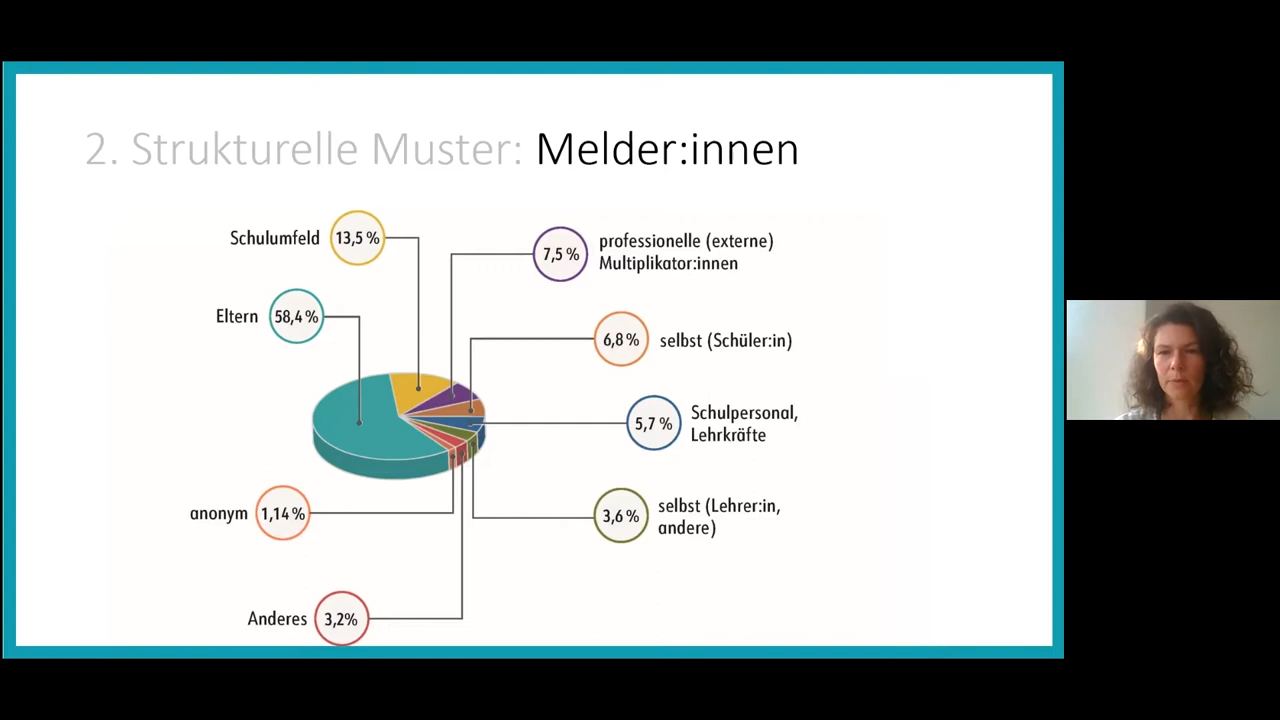 2. Strukturelle Muster: Melder:innen
Schulumfeld
13,5 %
7,5 %
professionelle (externe)
Multiplikator:innen
Eltern
58,4 %
6,8 %
selbst (Schüler:in)
5,7 %
Schulpersonal,
Lehrkräfte
anonym
1,14 %
3,6 %
selbst (Lehrer:in,
andere)
Anderes
3,2%